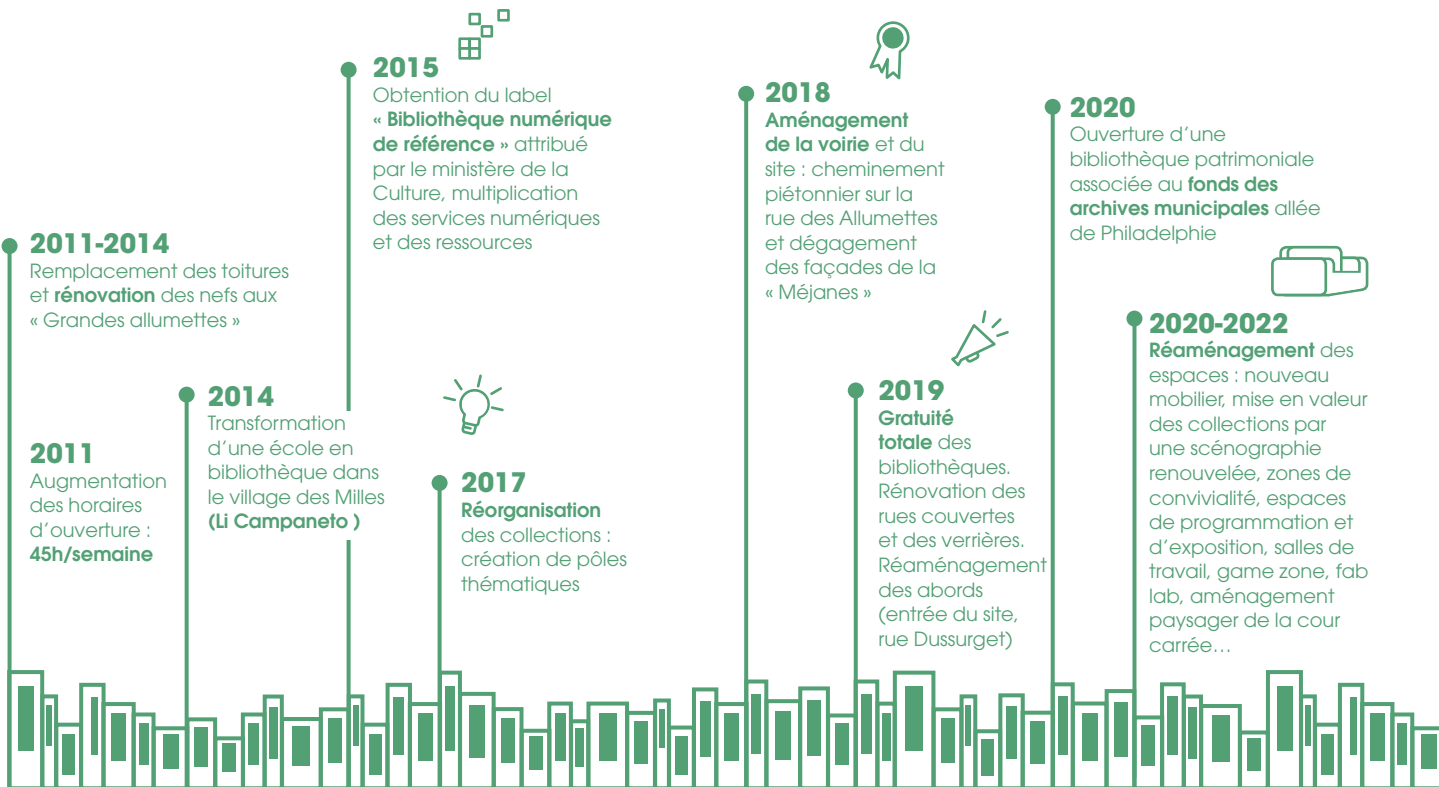 2011-2014
Remplacement des toitures
et rénovation des nefs aux
« Grandes allumettes »
2011
Augmentation
des horaires
d’ouverture :
45h/semaine
2014
Transformation
d’une école en
bibliothèque dans
le village des Milles
(Li Campaneto )
2015
Obtention du label
« Bibliothèque numérique
de référence » attribué
par le ministère de la
Culture, multiplication
des services numériques
et des ressources
2017
Réorganisation
des collections :
création de pôles
thématiques
2018
Aménagement
de la voirie et du
site : cheminement
piétonnier sur la
rue des Allumettes
et dégagement
des façades de la
« Méjanes »
2019
Gratuité
totale des
bibliothèques.
Rénovation des
rues couvertes
et des verrières.
Réaménagement
des abords
(entrée du site,
rue Dussurget)
2020
Ouverture d’une
bibliothèque patrimoniale
associée au fonds des
archives municipales allée
de Philadelphie
2020-2022
Réaménagement des
espaces : nouveau
mobilier, mise en valeur
des collections par
une scénographie
renouvelée, zones de
convivialité, espaces
de programmation et
d’exposition, salles de
travail, game zone, fab
lab, aménagement
paysager de la cour
carrée…